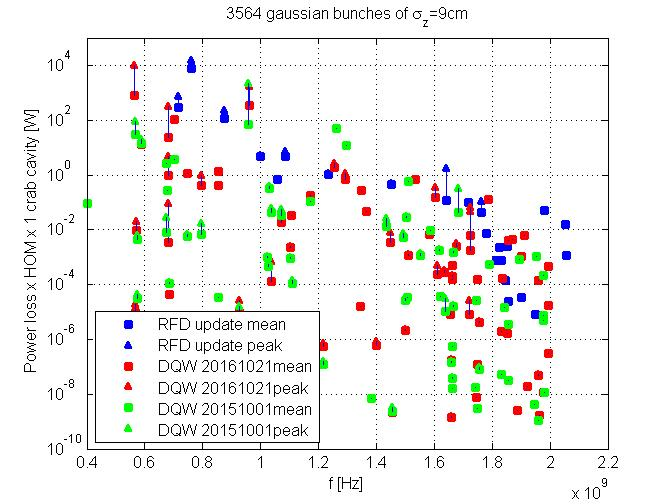 3564 gaussian bunches of σz=9cm
Power loss x HOM x 1 crab cavity [W]
10^4
10^2
10^0
10^-2
10^-4
10^-6
10^-8
10^-10
RFD update mean
RFD update peak
DQW 20161021mean
DQW 20161021peak
DQW 20151001mean
DQW 20151001peak
0.4 0.6 0.8 1 1.2 1.4 1.6 1.8 2 2.2
f [Hz]
x 10^9